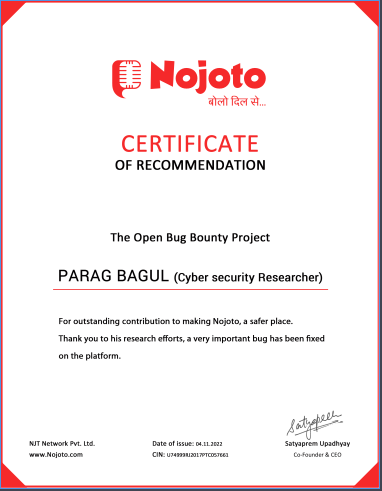 Nojoto
बोलो दिल से...
CERTIFICATE
OF RECOMMENDATION
The Open Bug Bounty Project
PARAG BAGUL (Cyber security Researcher)
For outstanding contribution to making Nojoto, a safer place.
Thank you to his research efforts, a very important bug has been fixed
on the platform.
Satyapreem
NJT Network Pvt. Ltd.
Date of issue: 04.11.2022
Satyaprem Upadhyay
www.Nojoto.com
CIN: U74999RJ2017PTC057661
Co-Founder & CEO